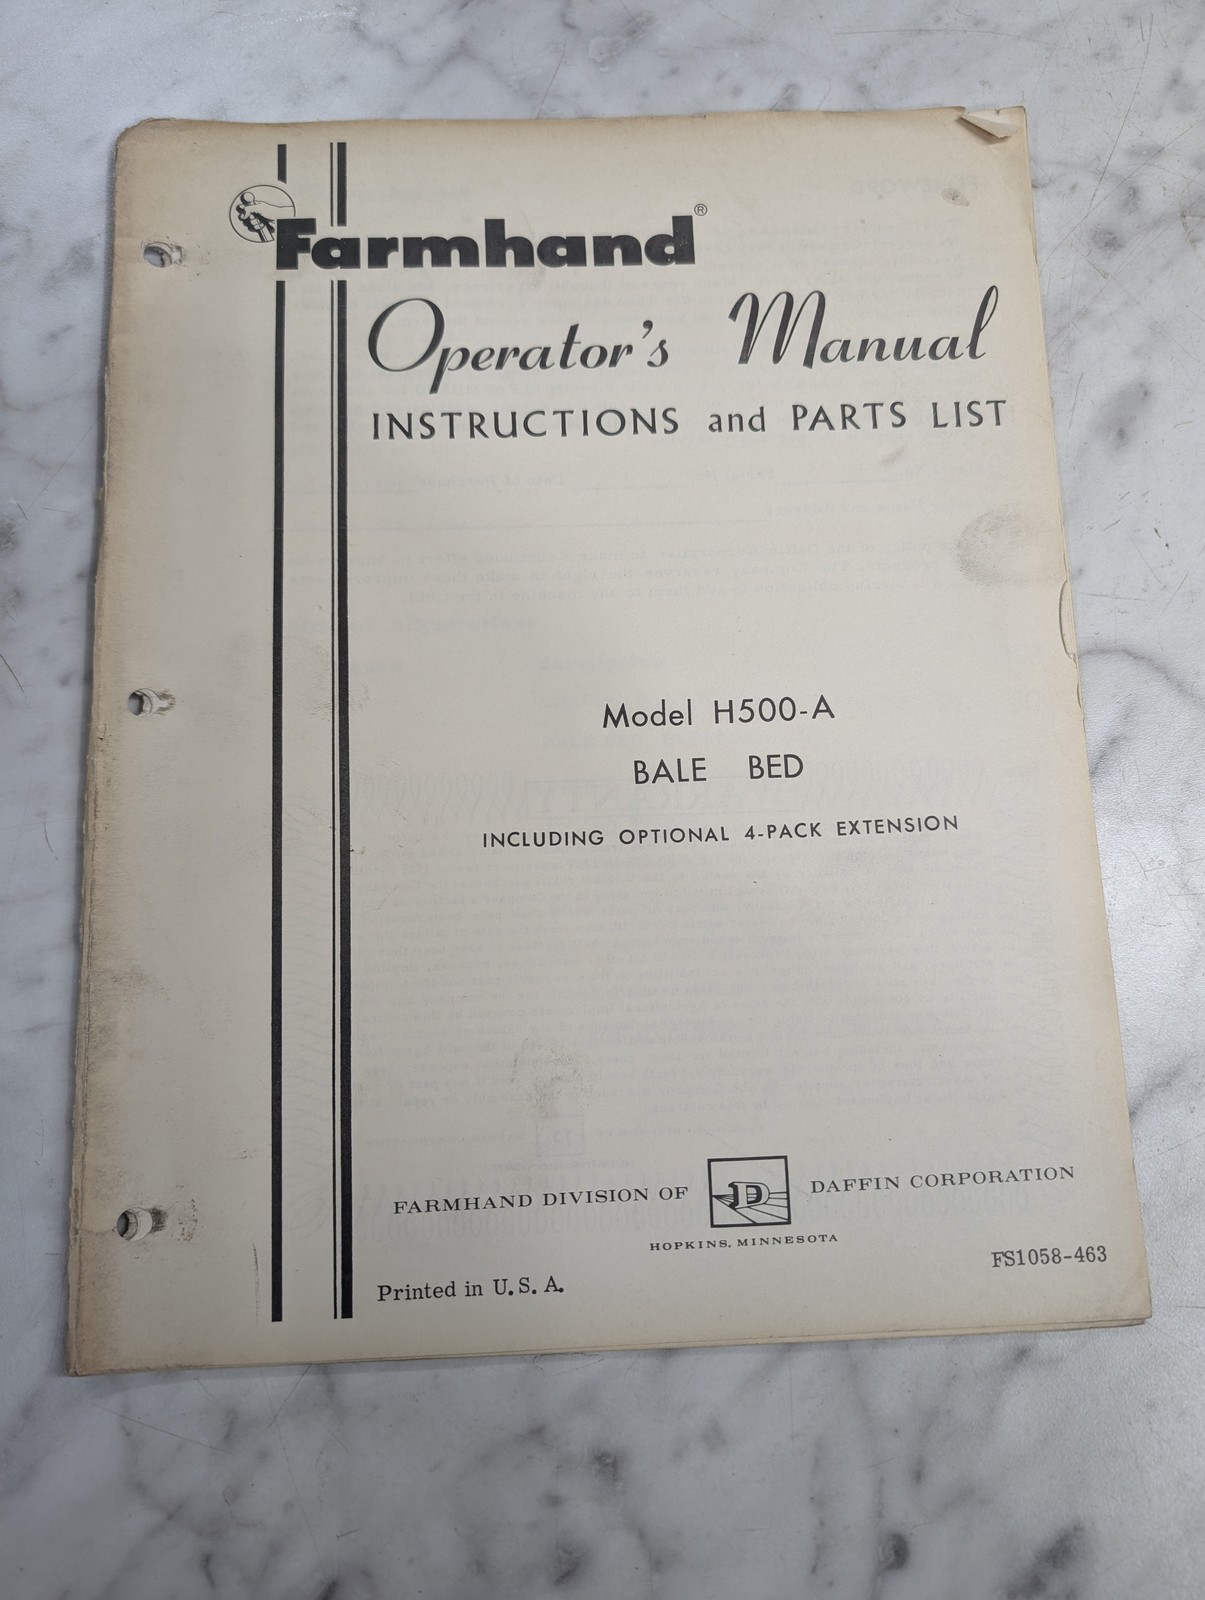 Farmhand®
Operator's Manual
INSTRUCTIONS and PARTS LIST
Model H500-A
BALE BED
INCLUDING OPTIONAL 4-PACK EXTENSION
FARMHAND DIVISION OF D DAFFIN CORPORATION
HOPKINS, MINNESOTA
FS1058-463
Printed in U. S. A.